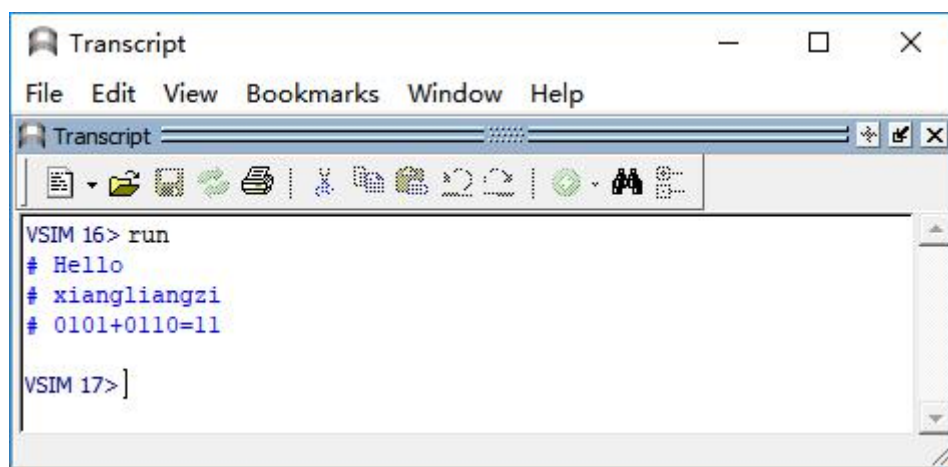 Transcript
File Edit View Bookmarks Window Help
Transcript
VSIM 16> run
# Hello
# xiangliangzi
# 0101+0110=11
VSIM 17>